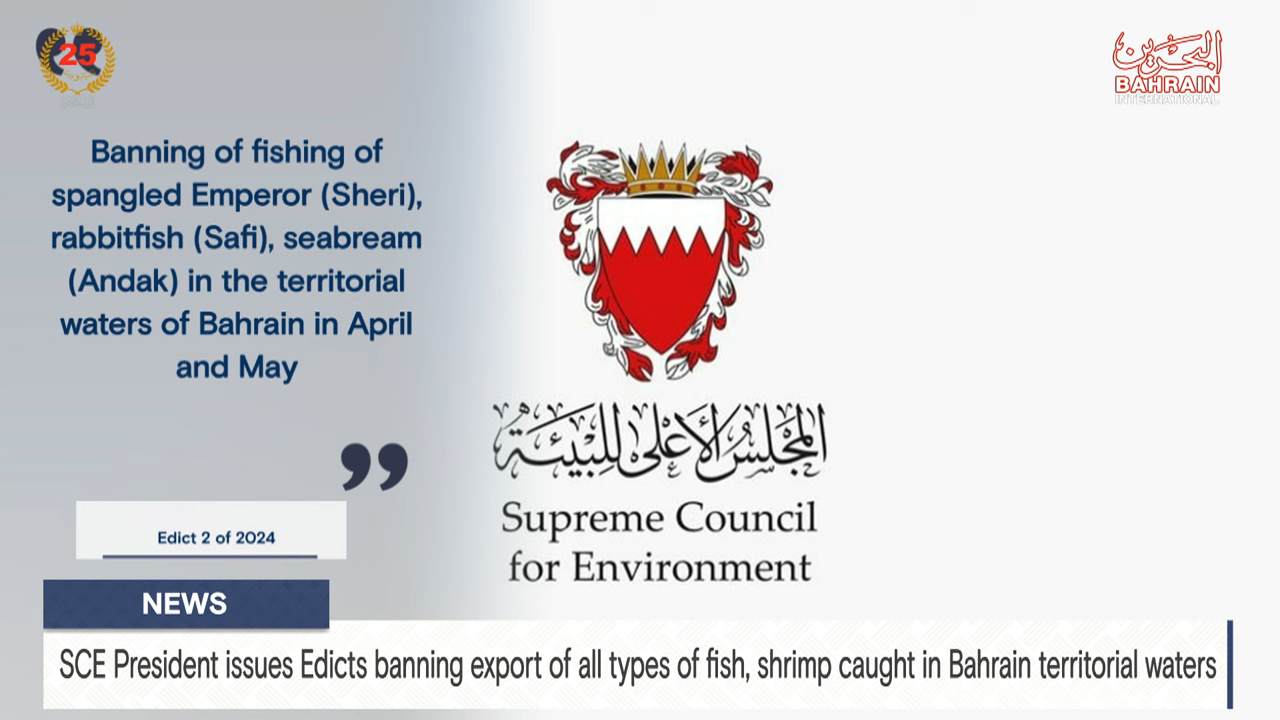 25
البحرين
BAHRAIN
INTERNATIONAL
Banning of fishing of
spangled Emperor (Sheri),
rabbitfish (Safi), seabream
(Andak) in the territorial
waters of Bahrain in April
and May
”
Edict 2 of 2024
المجلس الأعلى للبيئة
Supreme Council
for Environment
NEWS
SCE President issues Edicts banning export of all types of fish, shrimp caught in Bahrain territorial waters